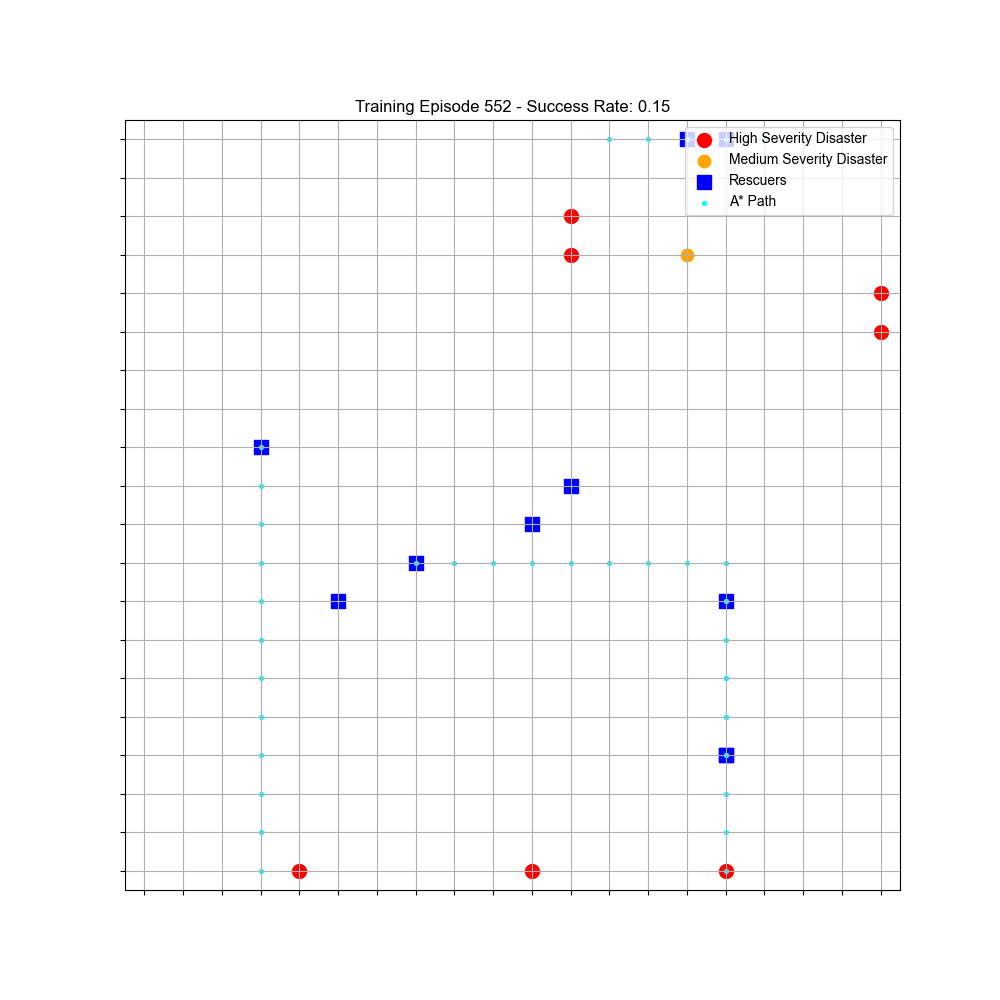 Training Episode 552 - Success Rate: 0.15
High Severity Disaster
Medium Severity Disaster
Rescuers
A* Path